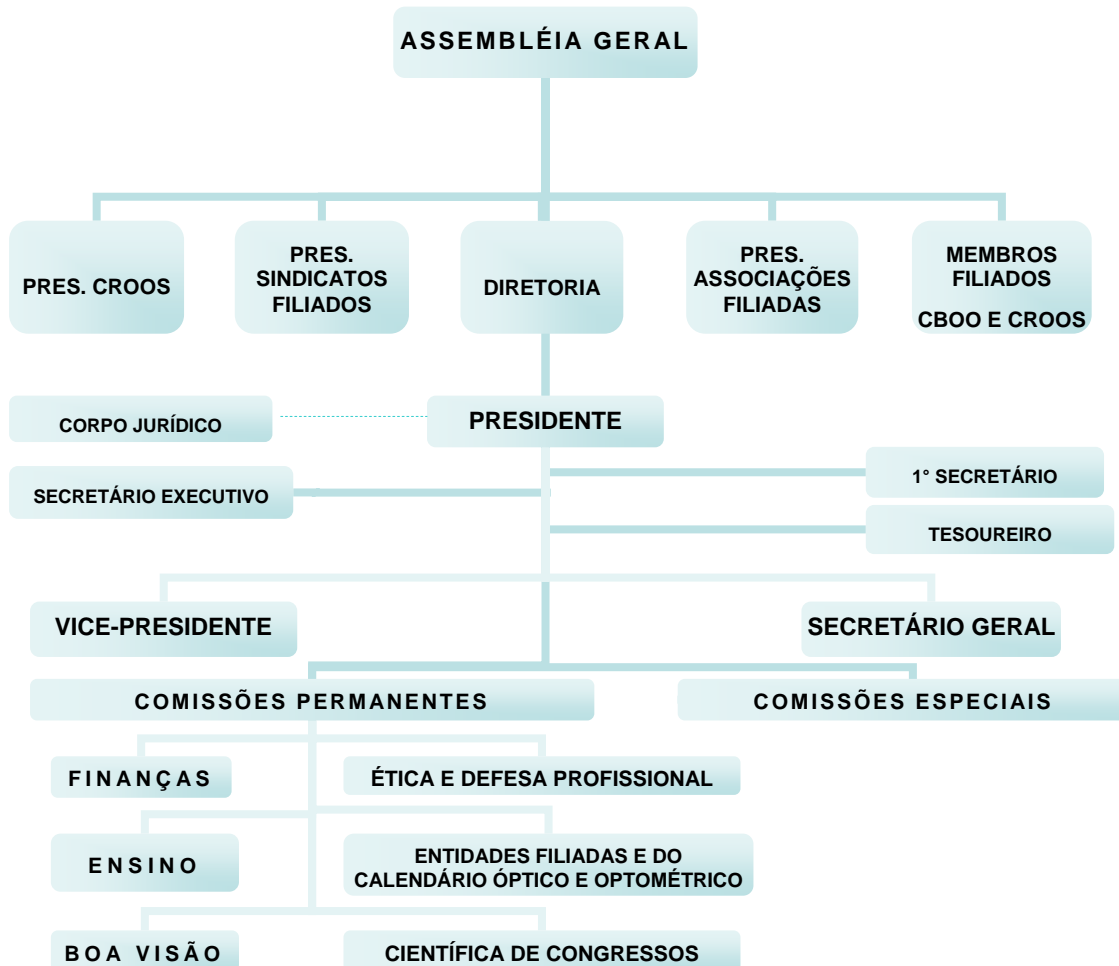 ASSEMBLÉIA GERAL
PRES. CROOS
PRES.
SINDICATOS
FILIADOS
DIRETORIA
PRES.
ASSOCIAÇÕES
FILIADAS
MEMBROS
FILIADOS
CBOO E CROOS
CORPO JURÍDICO
PRESIDENTE
SECRETÁRIO EXECUTIVO
1° SECRETÁRIO
TESOUREIRO
VICE-PRESIDENTE
SECRETÁRIO GERAL
COMISSÕES PERMANENTES
COMISSÕES ESPECIAIS
FINANÇAS
ÉTICA E DEFESA PROFISSIONAL
ENSINO
ENTIDADES FILIADAS E DO
CALENDÁRIO ÓPTICO E OPTOMÉTRICO
BOA VISÃO
CIENTÍFICA DE CONGRESSOS